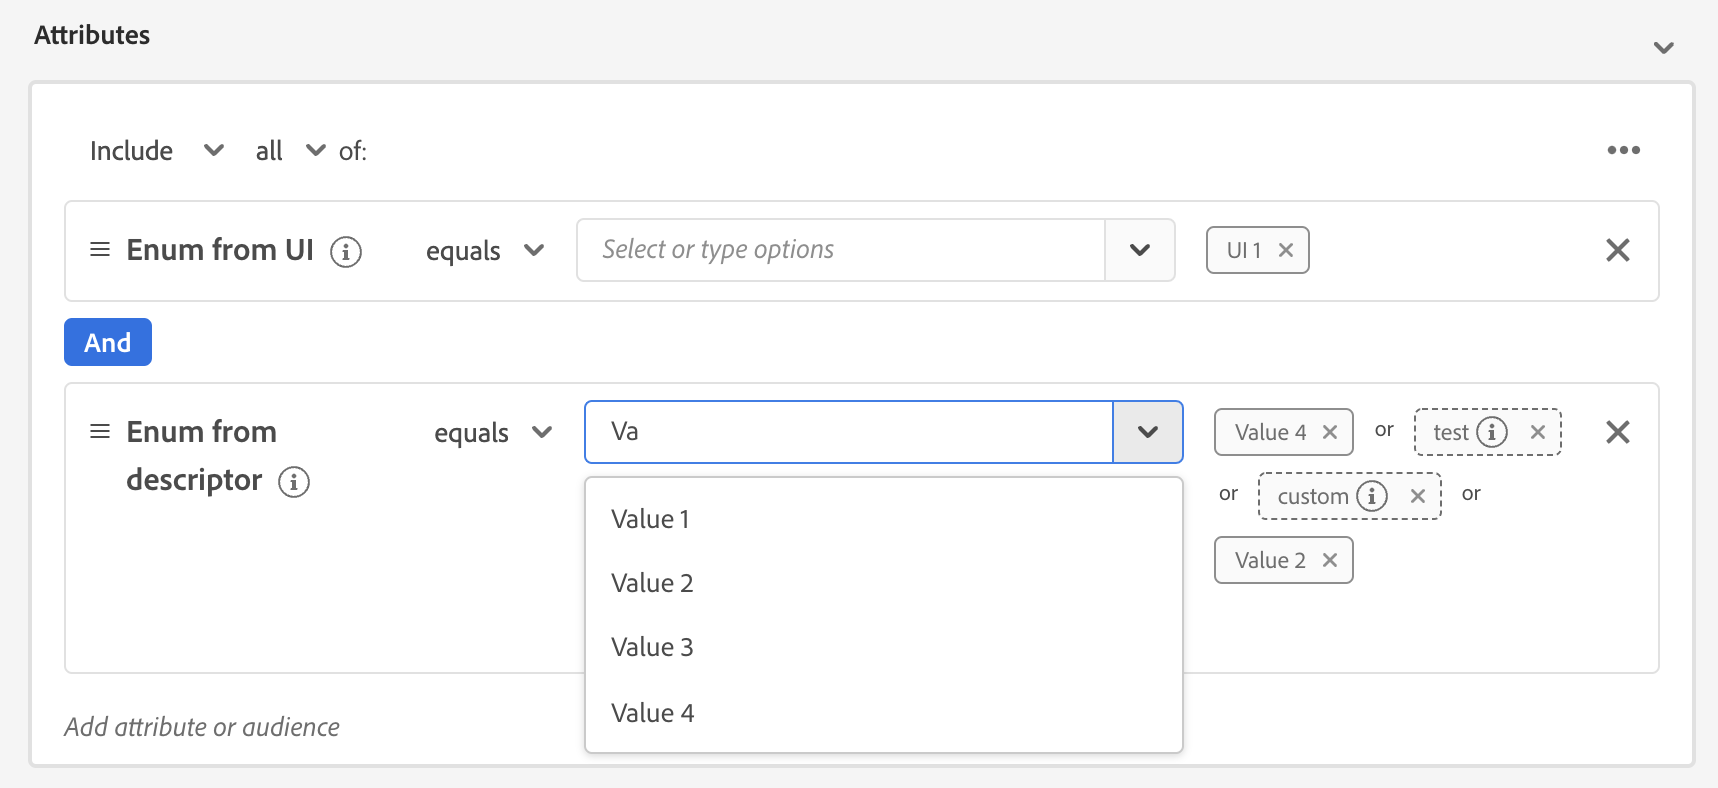 Attributes
Include all of:
Enum from UI equals Select or type options UI 1
And
Enum from descriptor equals Va Value 4 or test
or custom or
Value 2
Value 1
Value 2
Value 3
Value 4
Add attribute or audience